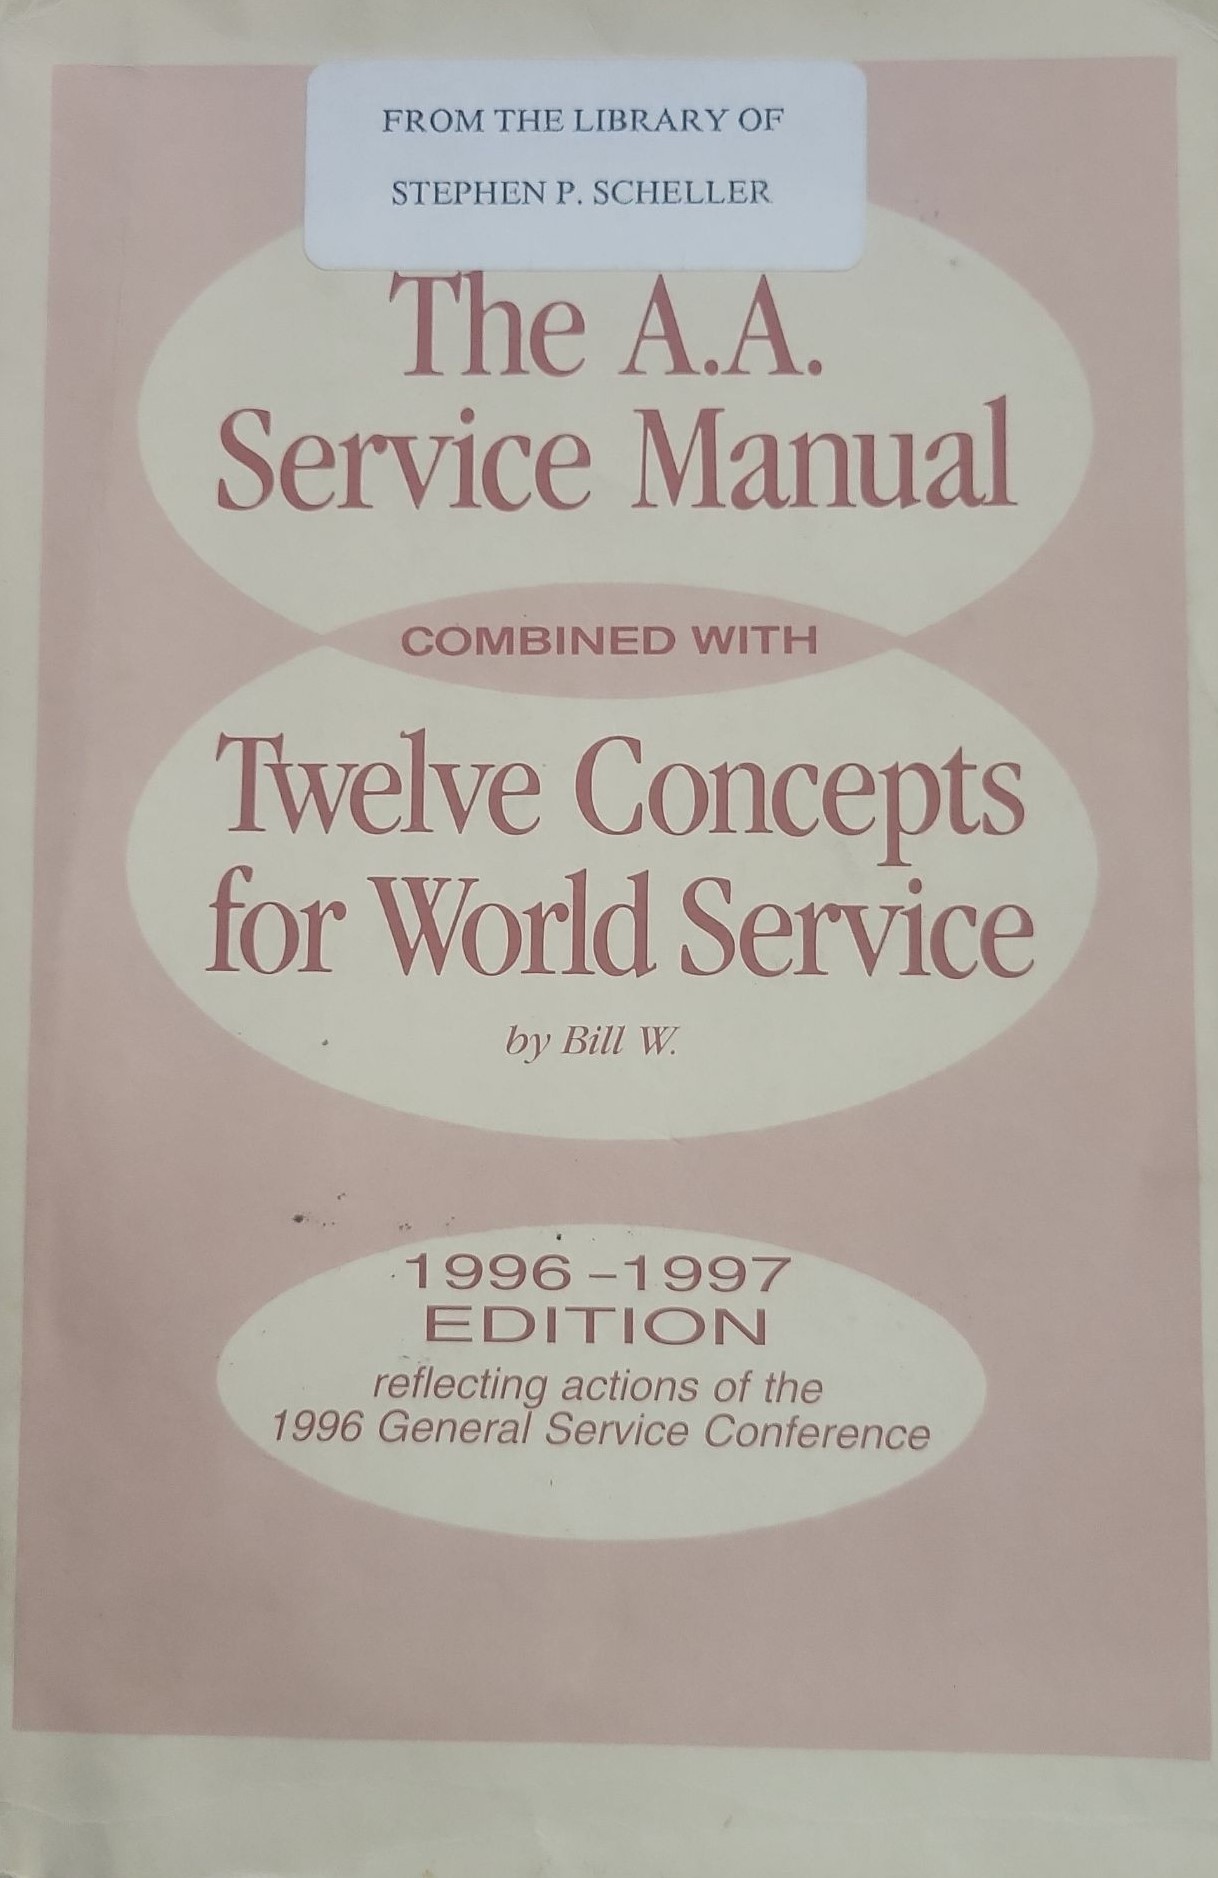 FROM THE LIBRARY OF
STEPHEN P. SCHELLER
The A.A.
Service Manual
COMBINED WITH
Twelve Concepts
for World Service
by Bill W.
1996–1997
EDITION
reflecting actions of the
1996 General Service Conference